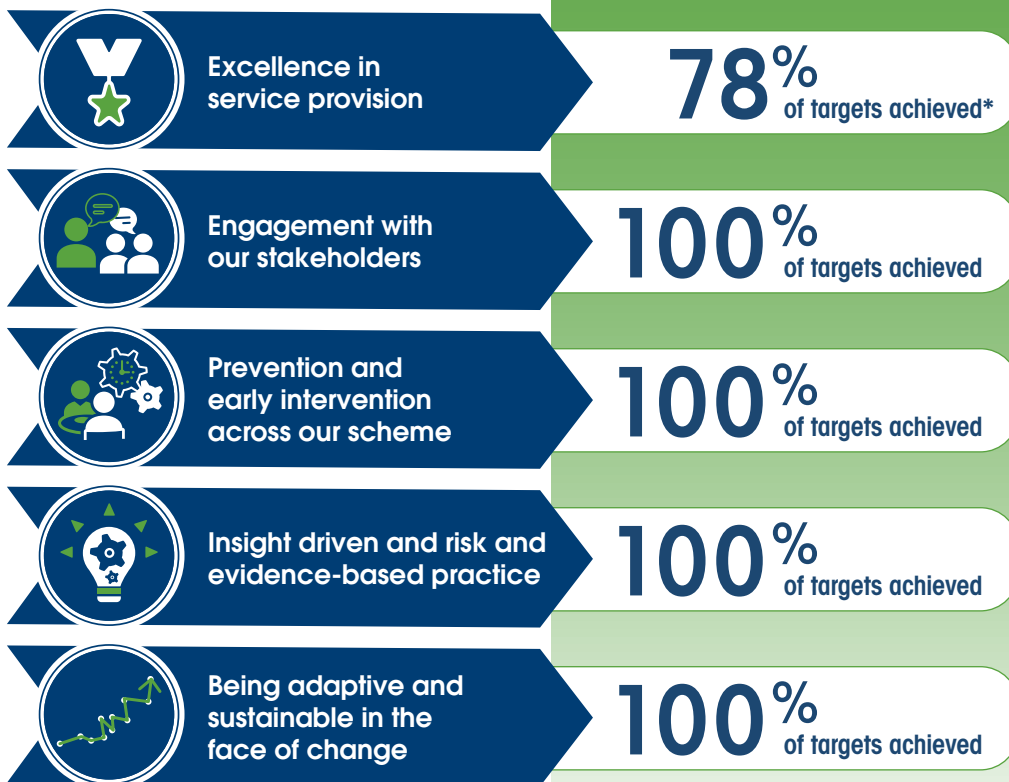 Excellence in
service provision
78%
of targets achieved*
Engagement with
our stakeholders
100%
of targets achieved
Prevention and
early intervention
across our scheme
100%
of targets achieved
Insight driven and risk and
evidence-based practice
100%
of targets achieved
Being adaptive and
sustainable in the
face of change
100%
of targets achieved